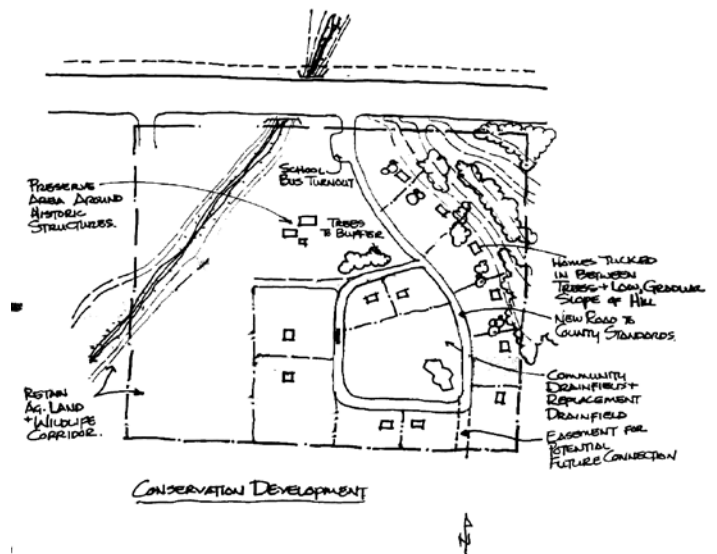 SCHOOL
BUS TURNOUT
PRESERVE
AREA AROUND
HISTORIC
STRUCTURES.
TREES
TO BUFFER
HOMES TUCKED
IN BETWEEN
TREES + LOW, GRADUAL
SLOPE OF HILL
NEW ROAD TO
COUNTY STANDARDS.
COMMUNITY
DRAINFIELD +
REPLACEMENT
DRAINFIELD
EASEMENT FOR
POTENTIAL
FUTURE CONNECTION
RETAIN
AG. LAND
+ WILDLIFE
CORRIDOR.
CONSERVATION DEVELOPMENT
N